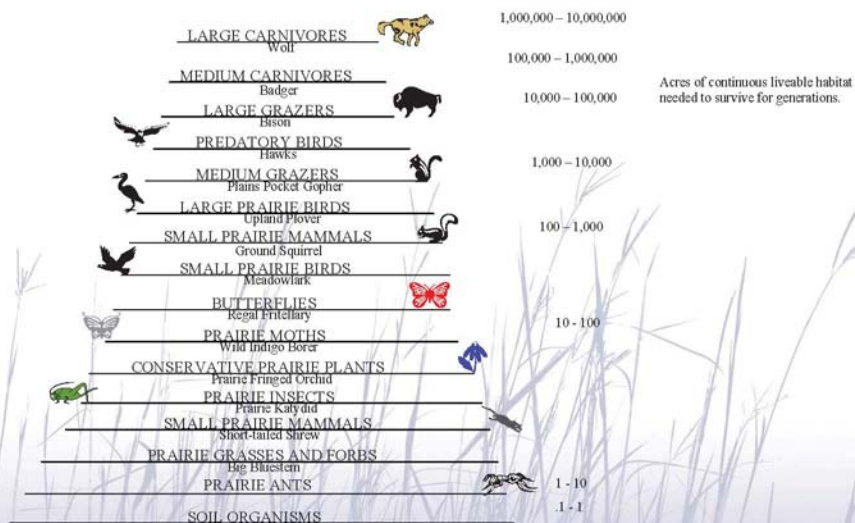 LARGE CARNIVORES
Wolf
1,000,000 – 10,000,000
100,000 – 1,000,000
MEDIUM CARNIVORES
Badger
10,000 – 100,000
Acres of continuous liveable habitat
needed to survive for generations.
LARGE GRAZERS
Bison
PREDATORY BIRDS
Hawks
1,000 – 10,000
MEDIUM GRAZERS
Plains Pocket Gopher
LARGE PRAIRIE BIRDS
Upland Plover
100 – 1,000
SMALL PRAIRIE MAMMALS
Ground Squirrel
SMALL PRAIRIE BIRDS
Meadowlark
BUTTERFLIES
Regal Fritellary
10 - 100
PRAIRIE MOTHS
Wild Indigo Borer
CONSERVATIVE PRAIRIE PLANTS
Prairie Fringed Orchid
PRAIRIE INSECTS
Prairie Katydid
SMALL PRAIRIE MAMMALS
Short-tailed Shrew
PRAIRIE GRASSES AND FORBS
Big Bluestem
PRAIRIE ANTS
1 - 10
.1 - 1
SOIL ORGANISMS